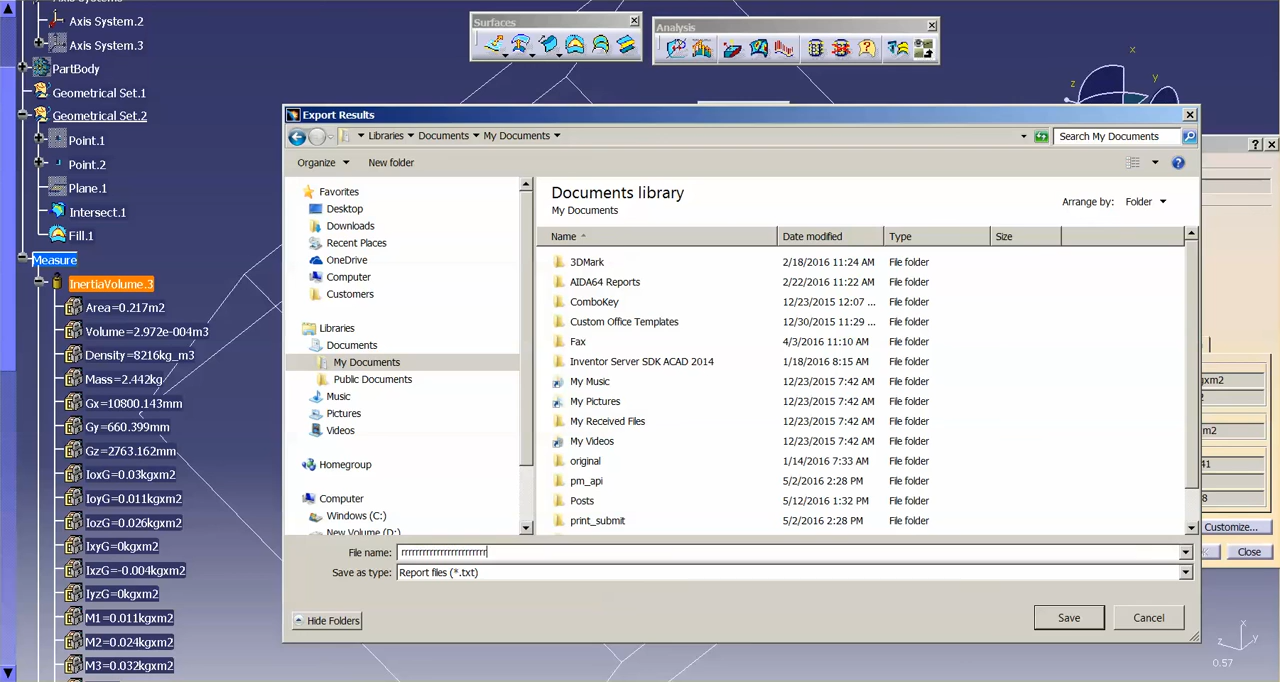 Axis System.2
Axis System.3
PartBody
Geometrical Set.1
Geometrical Set.2
Point.1
Point.2
Plane.1
Intersect.1
Fill.1
Measure
InertiaVolume.3
Area=0.217m2
Volume=2.972e-004m3
Density=8216kg_m3
Mass=2.442kg
Gx=10800.143mm
Gy=660.399mm
Gz=2763.162mm
IoxG=0.03kgxm2
IoyG=0.011kgxm2
IozG=0.026kgxm2
IxyG=0kgxm2
IxzG=-0.004kgxm2
IyzG=0kgxm2
M1=0.011kgxm2
M2=0.024kgxm2
M3=0.032kgxm2
Surfaces
Analysis
x
y
z
Export Results
Libraries Documents My Documents
Search My Documents
Organize New folder
Favorites
Desktop
Downloads
Recent Places
OneDrive
Computer
Customers
Libraries
Documents
My Documents
Public Documents
Music
Pictures
Videos
Homegroup
Computer
Windows (C:)
New Volume (D:)
Documents library
My Documents
Arrange by: Folder
Name Date modified Type Size
3DMark 2/18/2016 11:24 AM File folder
AIDA64 Reports 2/22/2016 11:22 AM File folder
ComboKey 12/23/2015 12:07 ... File folder
Custom Office Templates 12/30/2015 11:29 ... File folder
Fax 4/3/2016 11:10 AM File folder
Inventor Server SDK ACAD 2014 1/18/2016 8:15 AM File folder
My Music 12/23/2015 7:42 AM File folder
My Pictures 12/23/2015 7:42 AM File folder
My Received Files 12/23/2015 7:42 AM File folder
My Videos 12/23/2015 7:42 AM File folder
original 1/14/2016 7:33 AM File folder
pm_api 5/2/2016 2:28 PM File folder
Posts 5/12/2016 1:32 PM File folder
print_submit 5/2/2016 2:28 PM File folder
File name:
Save as type: Report files (*.txt)
Hide Folders
Save
Cancel
gxm2
m2
41
8
Customize...
Close
x
z
y
0.57